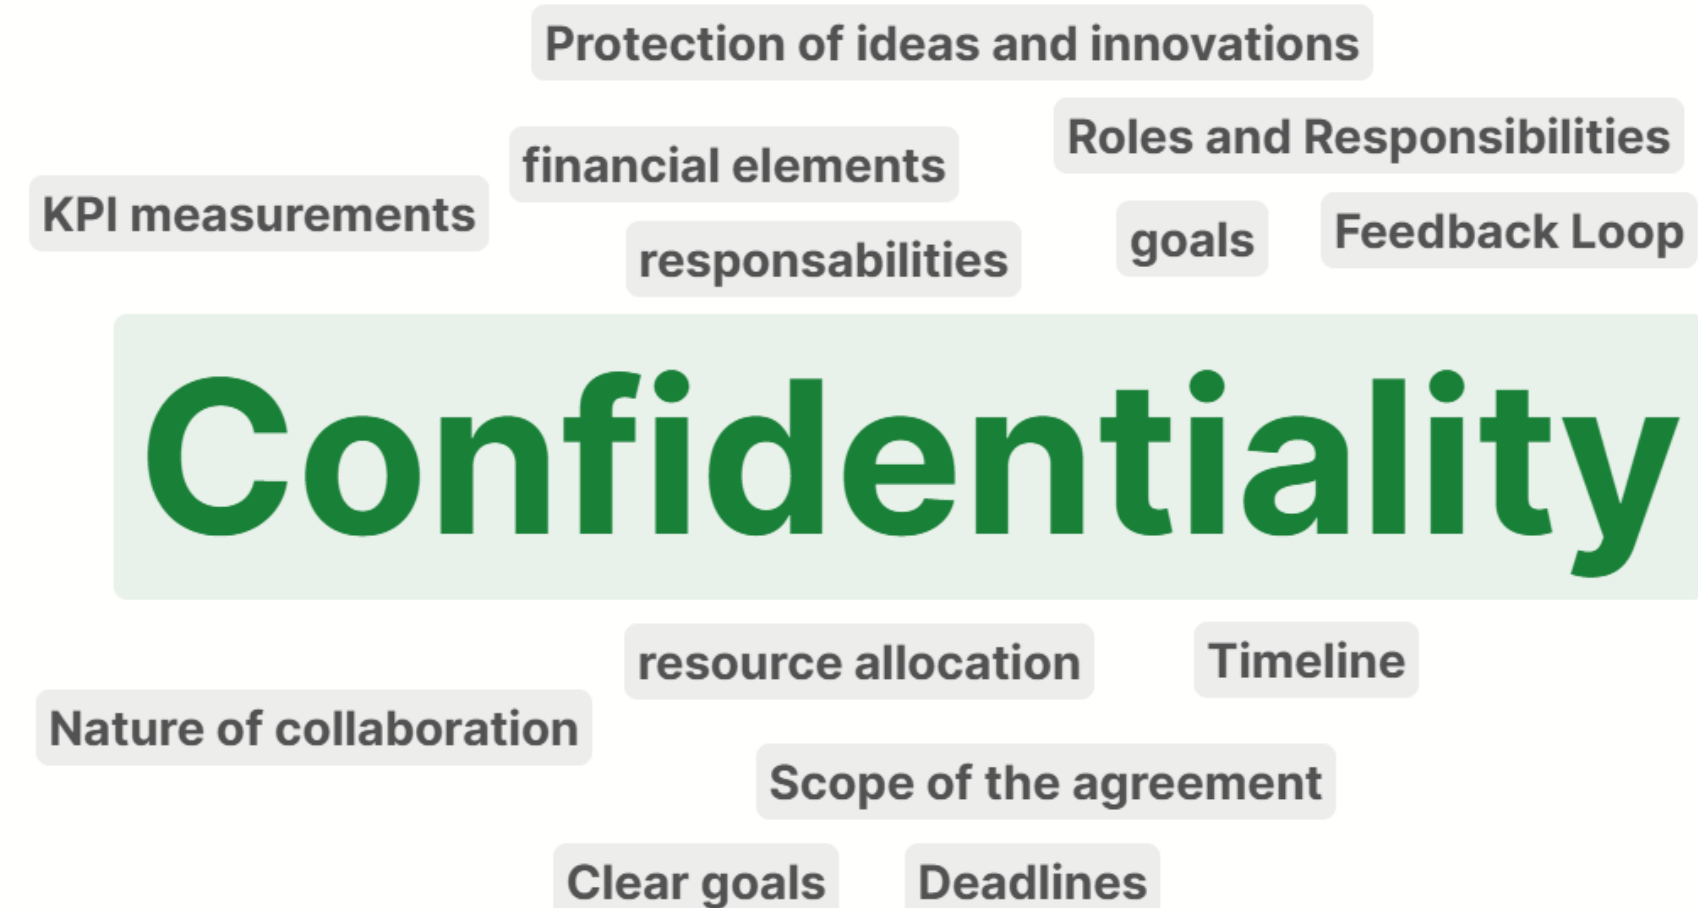 Protection of ideas and innovations
Roles and Responsibilities
financial elements
KPI measurements
Feedback Loop
goals
responsabilities
Confidentiality
resource allocation
Timeline
Nature of collaboration
Scope of the agreement
Clear goals
Deadlines